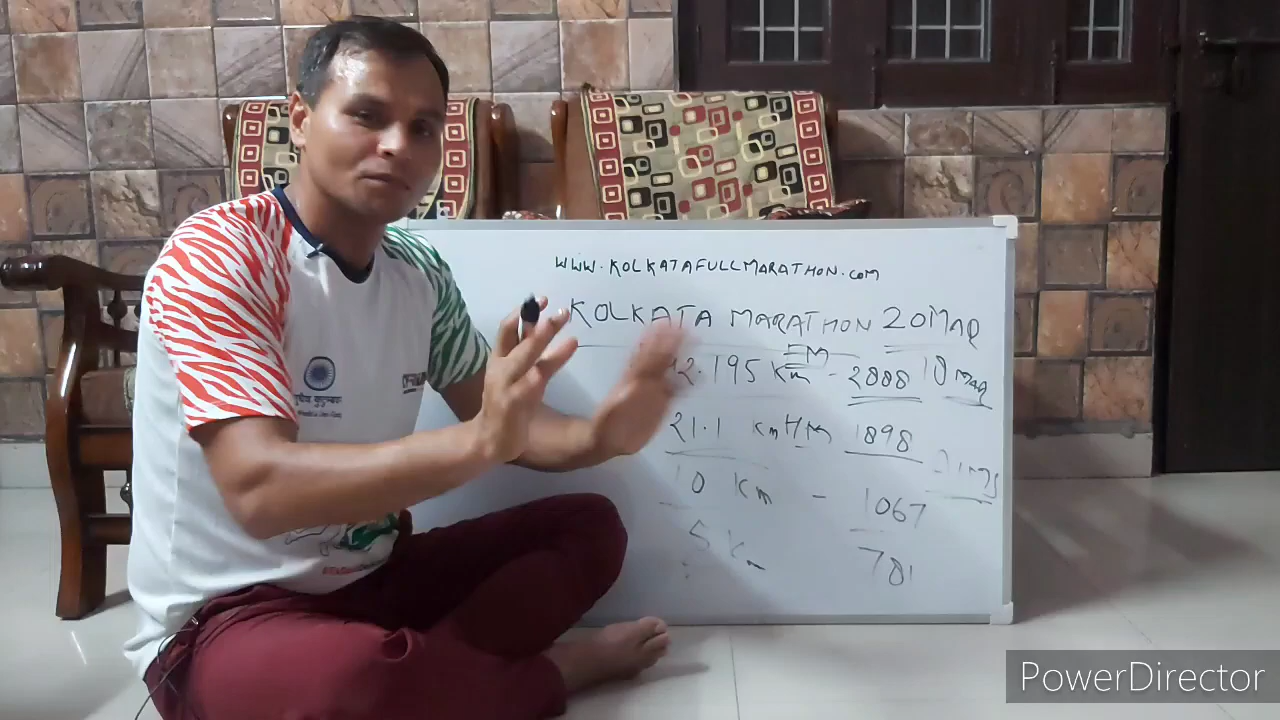 WWW.KOLKATAFULLMARATHON.COM
KOLKATA MARATHON 20MAR
FM
42.195 Km - 2888 10 MAR
21.1 Km HM 1898
10 Km - 1067
5 Km 781
PowerDirector